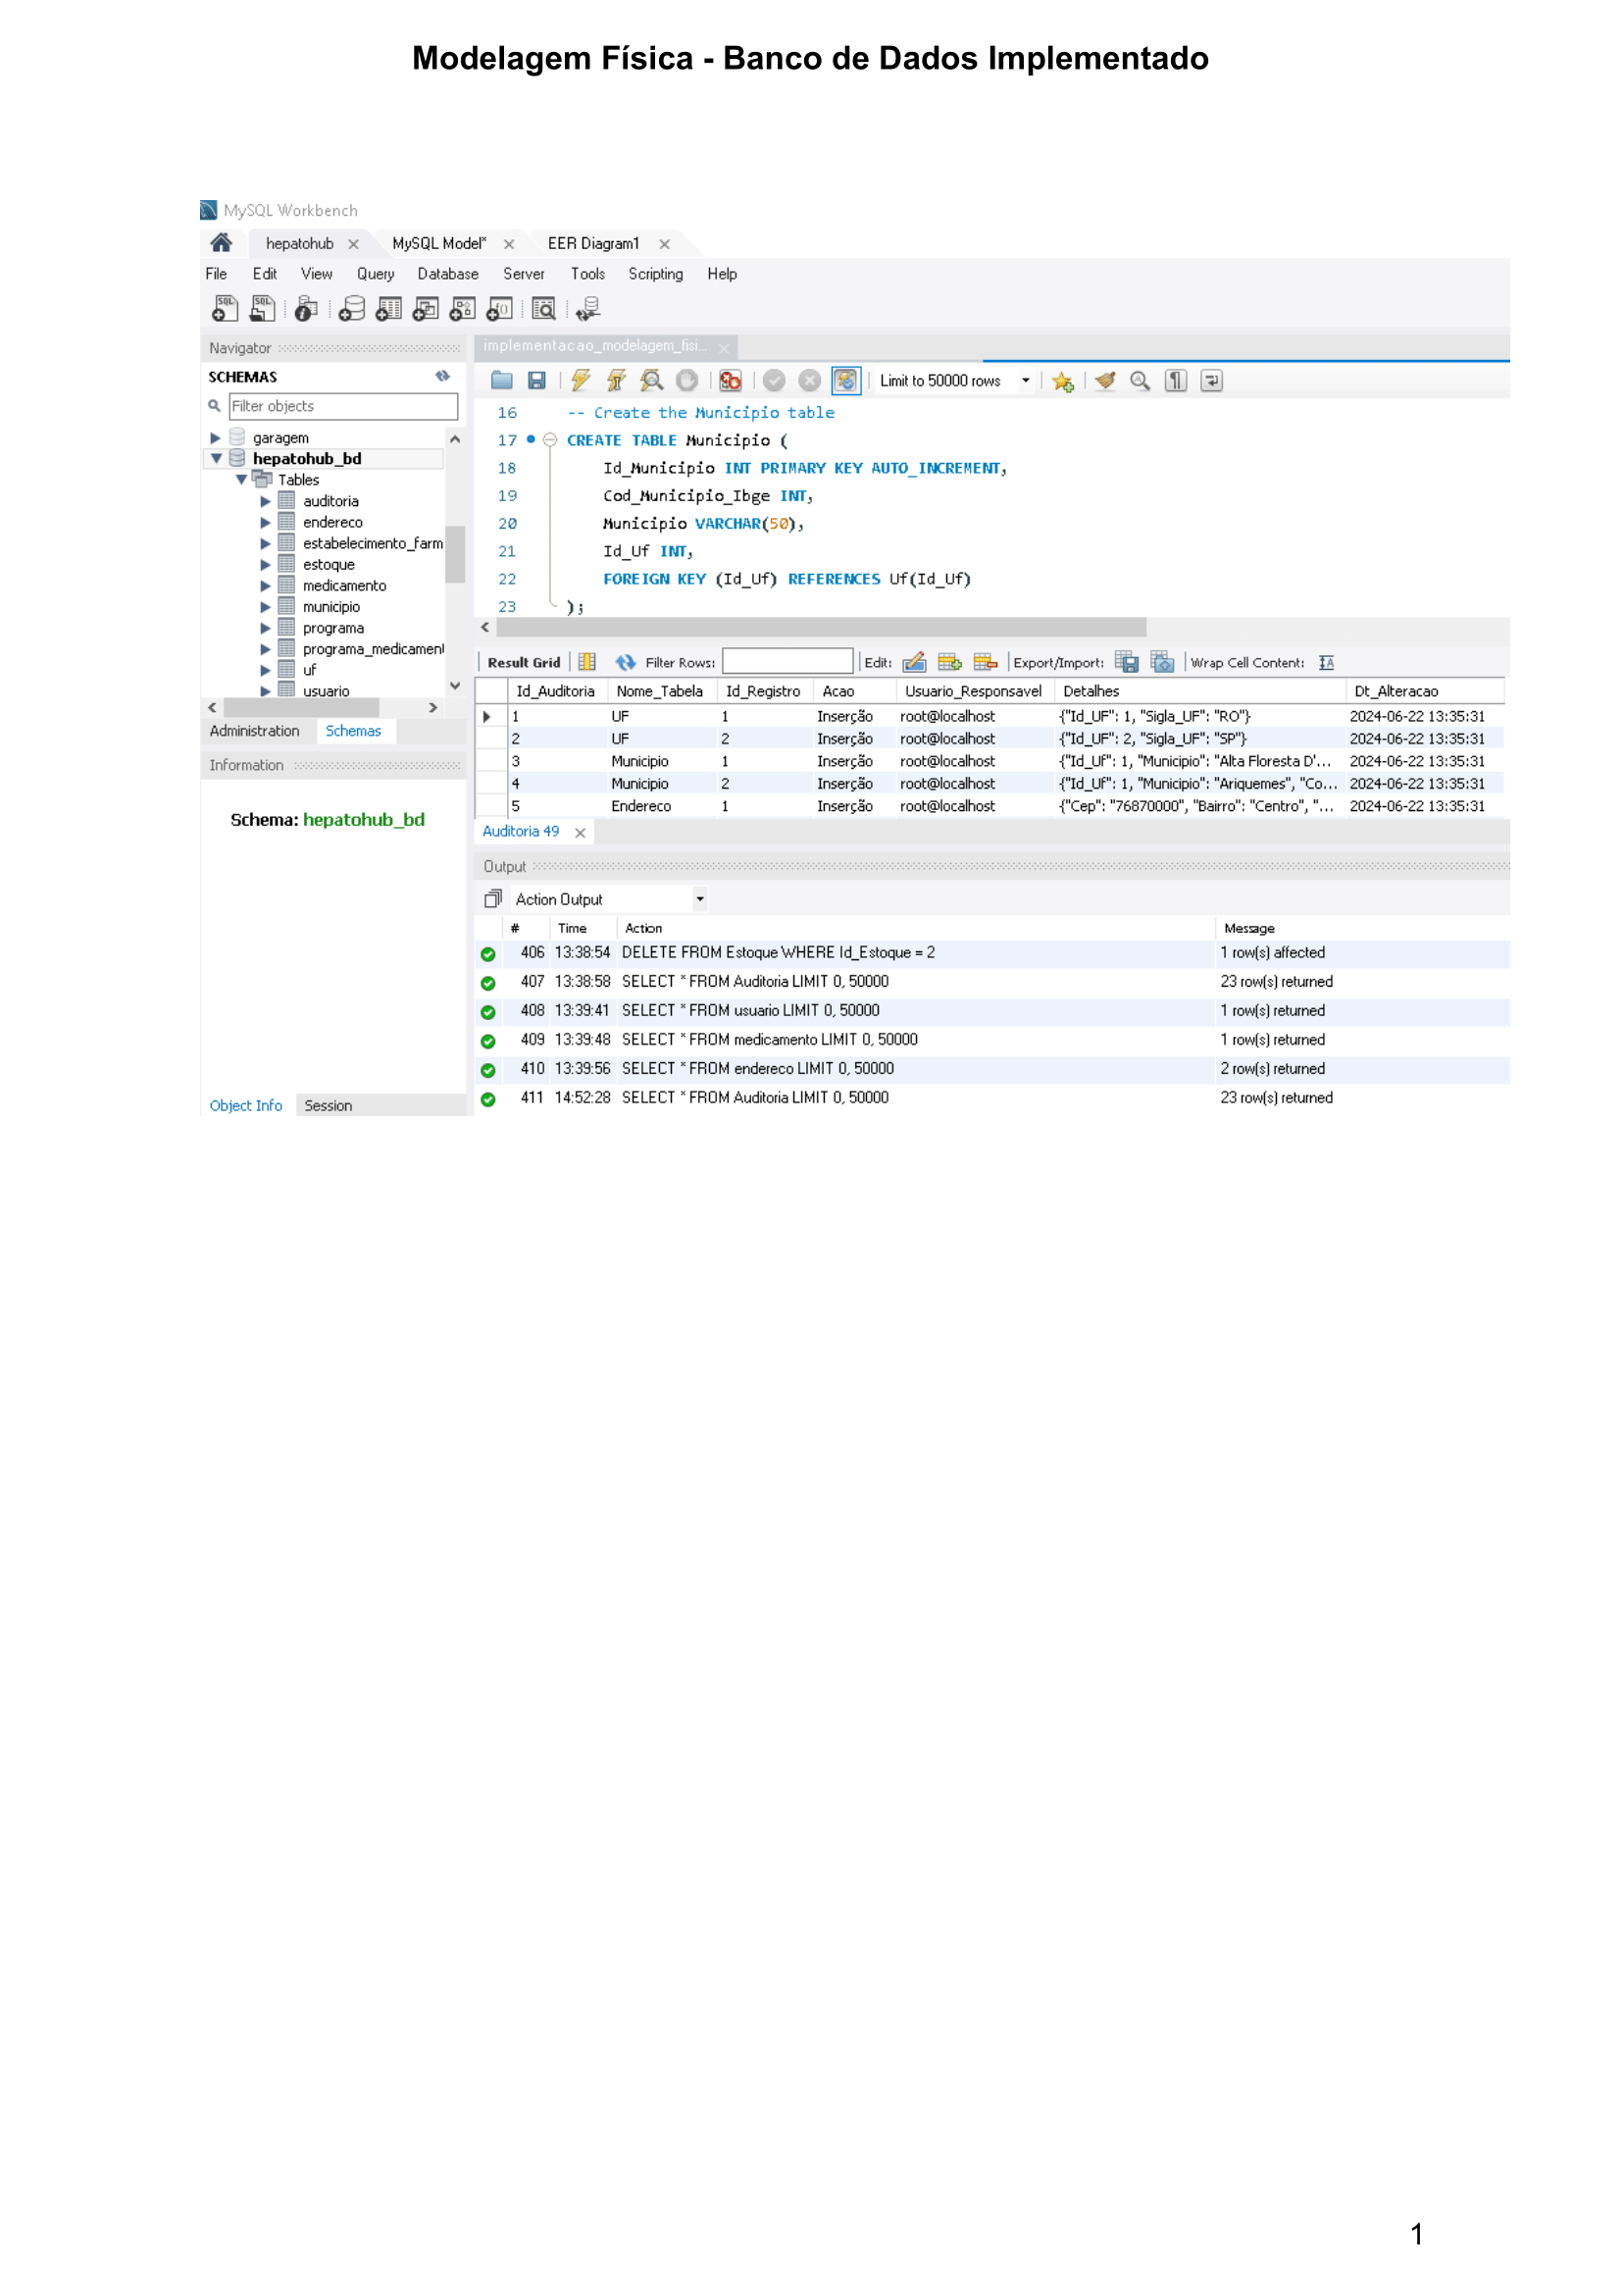 Modelagem Física - Banco de Dados Implementado
MySQL Workbench
hepatohub
MySQL Model*
EER Diagram1
File Edit View Query Database Server Tools Scripting Help
Navigator
SCHEMAS
Filter objects
garagem
hepatohub_bd
Tables
auditoria
endereco
estabelecimento_farm
estoque
medicamento
municipio
programa
programa_medicament
uf
usuario
Administration Schemas
Information
Schema: hepatohub_bd
Object Info Session
implementacao_modelagem_fisi...
Limit to 50000 rows
16 -- Create the Municipio table
17 CREATE TABLE Municipio (
18 Id_Municipio INT PRIMARY KEY AUTO_INCREMENT,
19 Cod_Municipio_Ibge INT,
20 Municipio VARCHAR(50),
21 Id_Uf INT,
22 FOREIGN KEY (Id_Uf) REFERENCES Uf(Id_Uf)
23 );
Result Grid Filter Rows: Edit: Export/Import: Wrap Cell Content:
Id_Auditoria Nome_Tabela Id_Registro Acao Usuario_Responsavel Detalhes Dt_Alteracao
1 UF 1 Inserção root@localhost {"Id_UF": 1, "Sigla_UF": "RO"} 2024-06-22 13:35:31
2 UF 2 Inserção root@localhost {"Id_UF": 2, "Sigla_UF": "SP"} 2024-06-22 13:35:31
3 Municipio 1 Inserção root@localhost {"Id_Uf": 1, "Municipio": "Alta Floresta D'... 2024-06-22 13:35:31
4 Municipio 2 Inserção root@localhost {"Id_Uf": 1, "Municipio": "Ariquemes", "Co... 2024-06-22 13:35:31
5 Endereco 1 Inserção root@localhost {"Cep": "76870000", "Bairro": "Centro", "... 2024-06-22 13:35:31
Auditoria 49
Output
Action Output
# Time Action Message
406 13:38:54 DELETE FROM Estoque WHERE Id_Estoque = 2 1 row(s) affected
407 13:38:58 SELECT * FROM Auditoria LIMIT 0, 50000 23 row(s) returned
408 13:39:41 SELECT * FROM usuario LIMIT 0, 50000 1 row(s) returned
409 13:39:48 SELECT * FROM medicamento LIMIT 0, 50000 1 row(s) returned
410 13:39:56 SELECT * FROM endereco LIMIT 0, 50000 2 row(s) returned
411 14:52:28 SELECT * FROM Auditoria LIMIT 0, 50000 23 row(s) returned
1